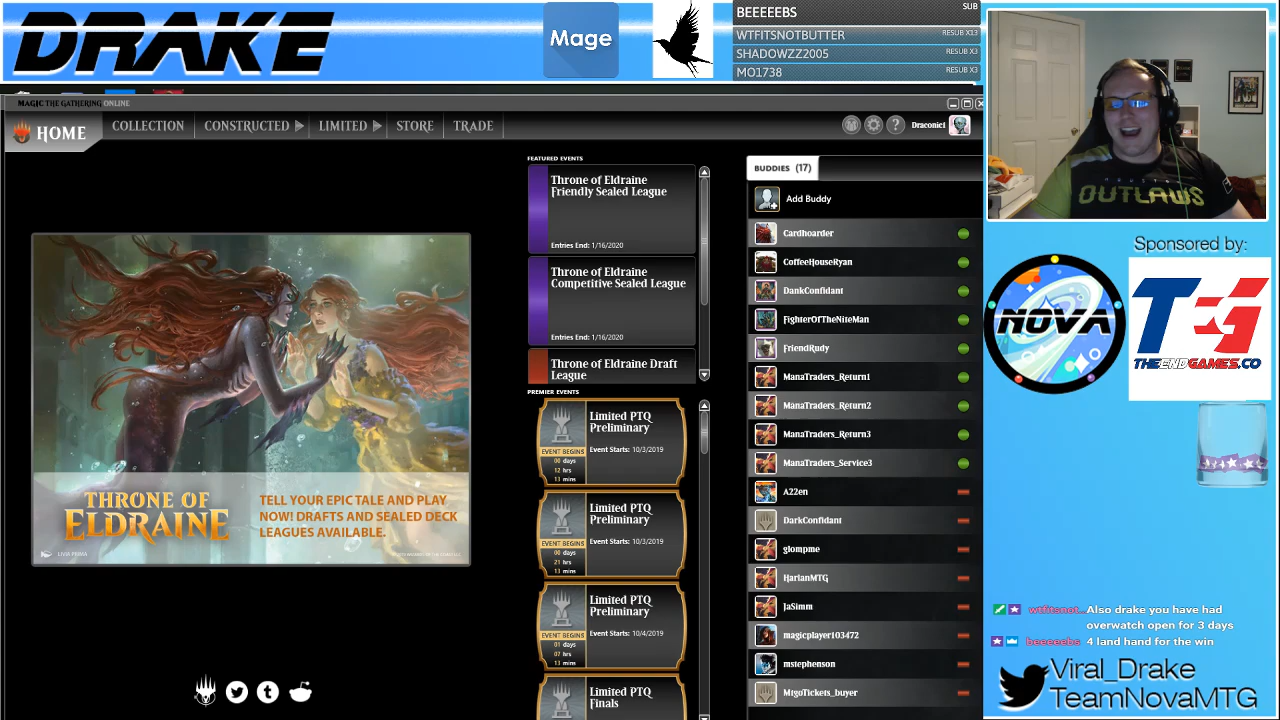 DRAKE
Mage
BEEEEEBS SUB
WTFITSNOTBUTTER RESUB X13
SHADOWZZ2005 RESUB X3
MO1738 RESUB X3
MAGIC THE GATHERING ONLINE
HOME
COLLECTION
CONSTRUCTED
LIMITED
STORE
TRADE
?
Draconici
FEATURED EVENTS
Throne of Eldraine
Friendly Sealed League
Entries End: 1/16/2020
Throne of Eldraine
Competitive Sealed League
Entries End: 1/16/2020
Throne of Eldraine Draft
League
THRONE OF
ELDRAINE
TELL YOUR EPIC TALE AND PLAY
NOW! DRAFTS AND SEALED DECK
LEAGUES AVAILABLE.
PREMIER EVENTS
Limited PTQ
Preliminary
Event Starts: 10/3/2019
EVENT BEGINS
00 days
12 hrs
13 mins
Limited PTQ
Preliminary
Event Starts: 10/3/2019
EVENT BEGINS
00 days
21 hrs
13 mins
Limited PTQ
Preliminary
Event Starts: 10/4/2019
EVENT BEGINS
01 days
07 hrs
13 mins
Limited PTQ
Finals
BUDDIES (17)
Add Buddy
Cardhoarder
CoffeeHouseRyan
DankConfidant
FighterOfTheNiteMan
FriendRudy
ManaTraders_Return1
ManaTraders_Return2
ManaTraders_Return3
ManaTraders_Service3
A22en
DarkConfidant
glompme
HarlanMTG
JaSimm
magicplayer103472
mstephenson
MtgoTickets_buyer
OUTLAWS
Sponsored by:
NOVA
TEG
THEENDGAMES.CO
wtfitsnot... Also drake you have had
overwatch open for 3 days
beeeeebs 4 land hand for the win
Viral_Drake
TeamNovaMTG